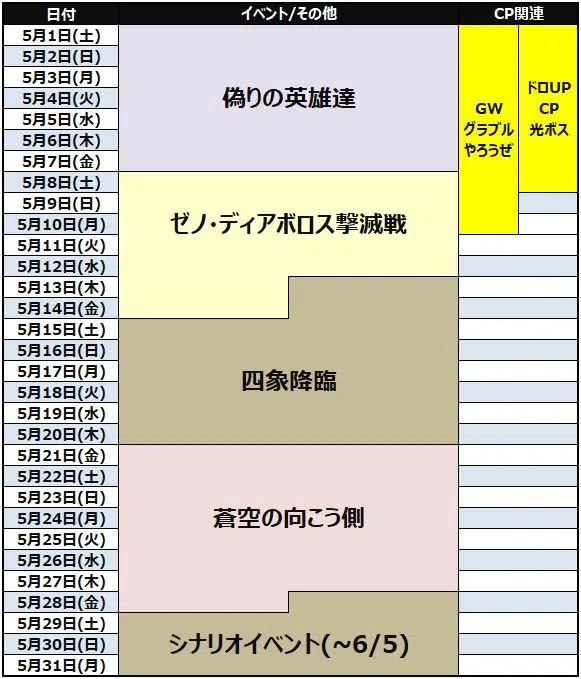 日付 イベント/その他 CP関連
5月1日(土)
5月2日(日)
5月3日(月)
5月4日(火)
5月5日(水)
5月6日(木)
5月7日(金)
5月8日(土)
5月9日(日)
5月10日(月)
5月11日(火)
5月12日(水)
5月13日(木)
5月14日(金)
5月15日(土)
5月16日(日)
5月17日(月)
5月18日(火)
5月19日(水)
5月20日(木)
5月21日(金)
5月22日(土)
5月23日(日)
5月24日(月)
5月25日(火)
5月26日(水)
5月27日(木)
5月28日(金)
5月29日(土)
5月30日(日)
5月31日(月)
偽りの英雄達
ゼノ・ディアボロス撃滅戦
四象降臨
蒼空の向こう側
シナリオイベント(~6/5)
GW
グラブル
やろうぜ
ドロUP
CP
光ボス